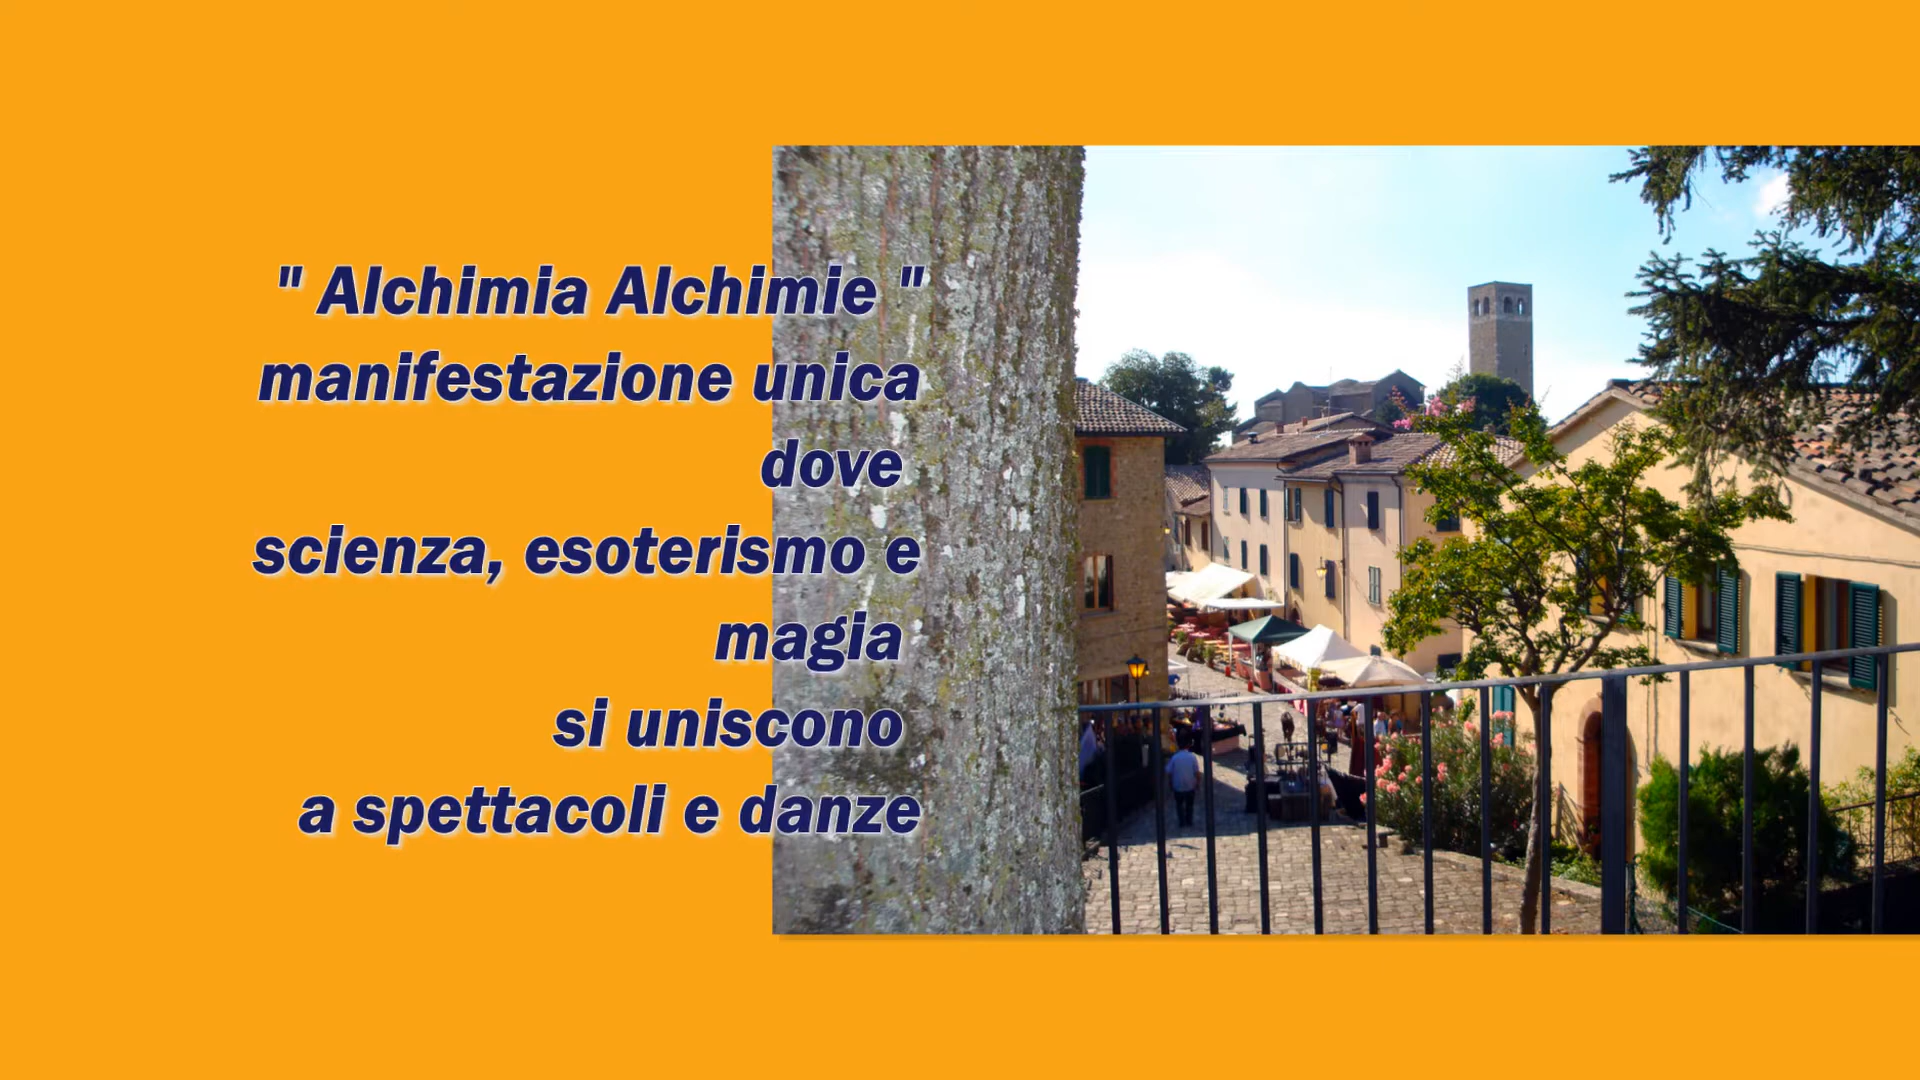 " Alchimia Alchimie "
manifestazione unica
dove
scienza, esoterismo e
magia
si uniscono
a spettacoli e danze